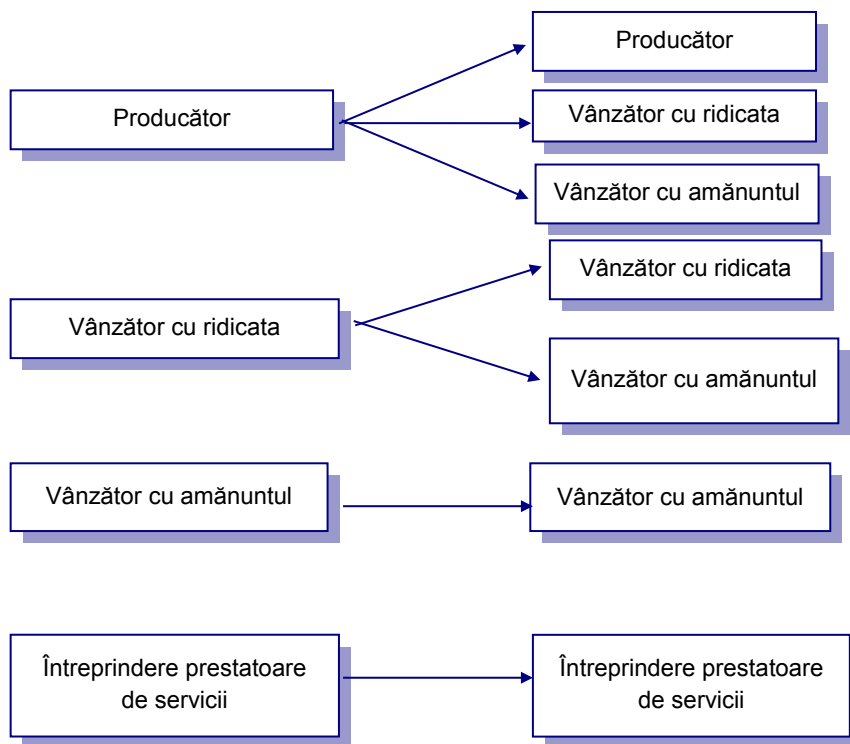 Producător
Producător
Vânzător cu ridicata
Vânzător cu amănuntul
Vânzător cu ridicata
Vânzător cu ridicata
Vânzător cu amănuntul
Vânzător cu amănuntul
Vânzător cu amănuntul
Întreprindere prestatoare
de servicii
Întreprindere prestatoare
de servicii